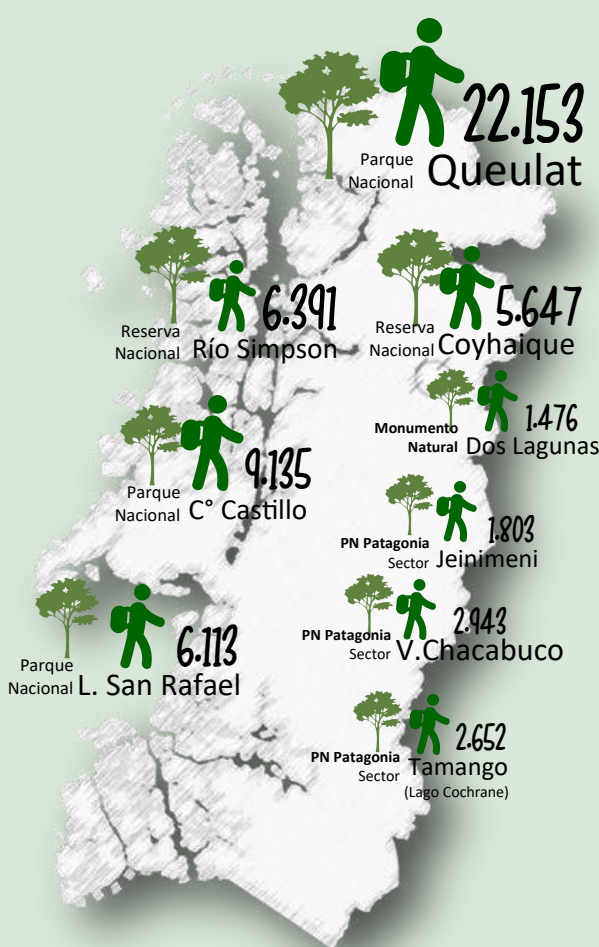 22.153
Parque
Nacional Queulat
6.391
Reserva
Nacional Río Simpson
5.647
Reserva
Nacional Coyhaique
1.476
Monumento
Natural Dos Lagunas
9.135
Parque
Nacional C° Castillo
1.803
PN Patagonia
Sector Jeinimeni
2.943
PN Patagonia
Sector V.Chacabuco
6.113
Parque
Nacional L. San Rafael
2.652
PN Patagonia
Sector Tamango
(Lago Cochrane)